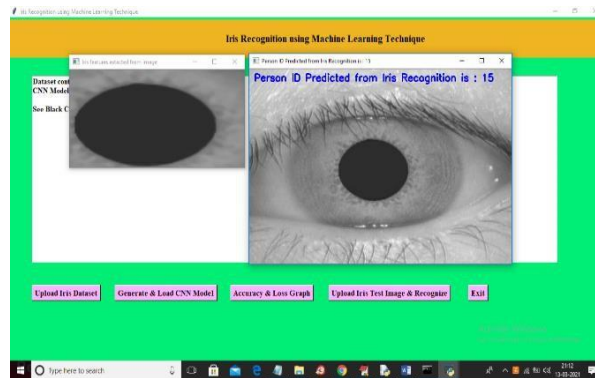 Iris Recognition using Machine Learning Technique
Iris Recognition using Machine Learning Technique
Iris features extracted from image
Person ID Predicted from Iris Recognition is : 15
Person ID Predicted from Iris Recognition is : 15
Dataset
CNN Model
See Black
Upload Iris Dataset
Generate & Load CNN Model
Accuracy & Loss Graph
Upload Iris Test Image & Recognize
Exit
Type here to search
21:12
13-03-2021